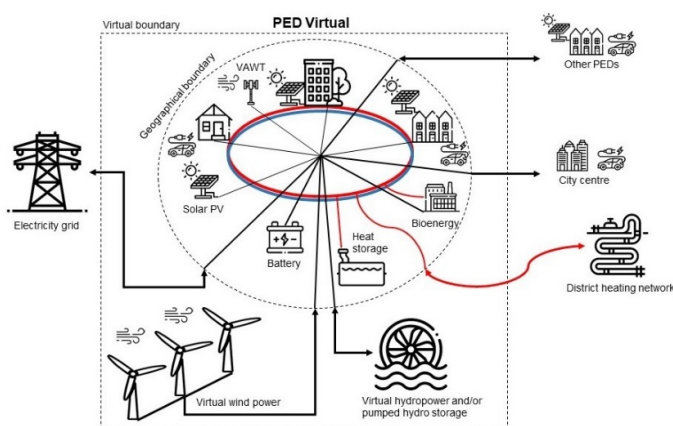 Virtual boundary
PED Virtual
Geographical boundary
VAWT
Other PEDs
City centre
Solar PV
Bioenergy
Electricity grid
Battery
Heat
storage
District heating network
Virtual wind power
Virtual hydropower and/or
pumped hydro storage